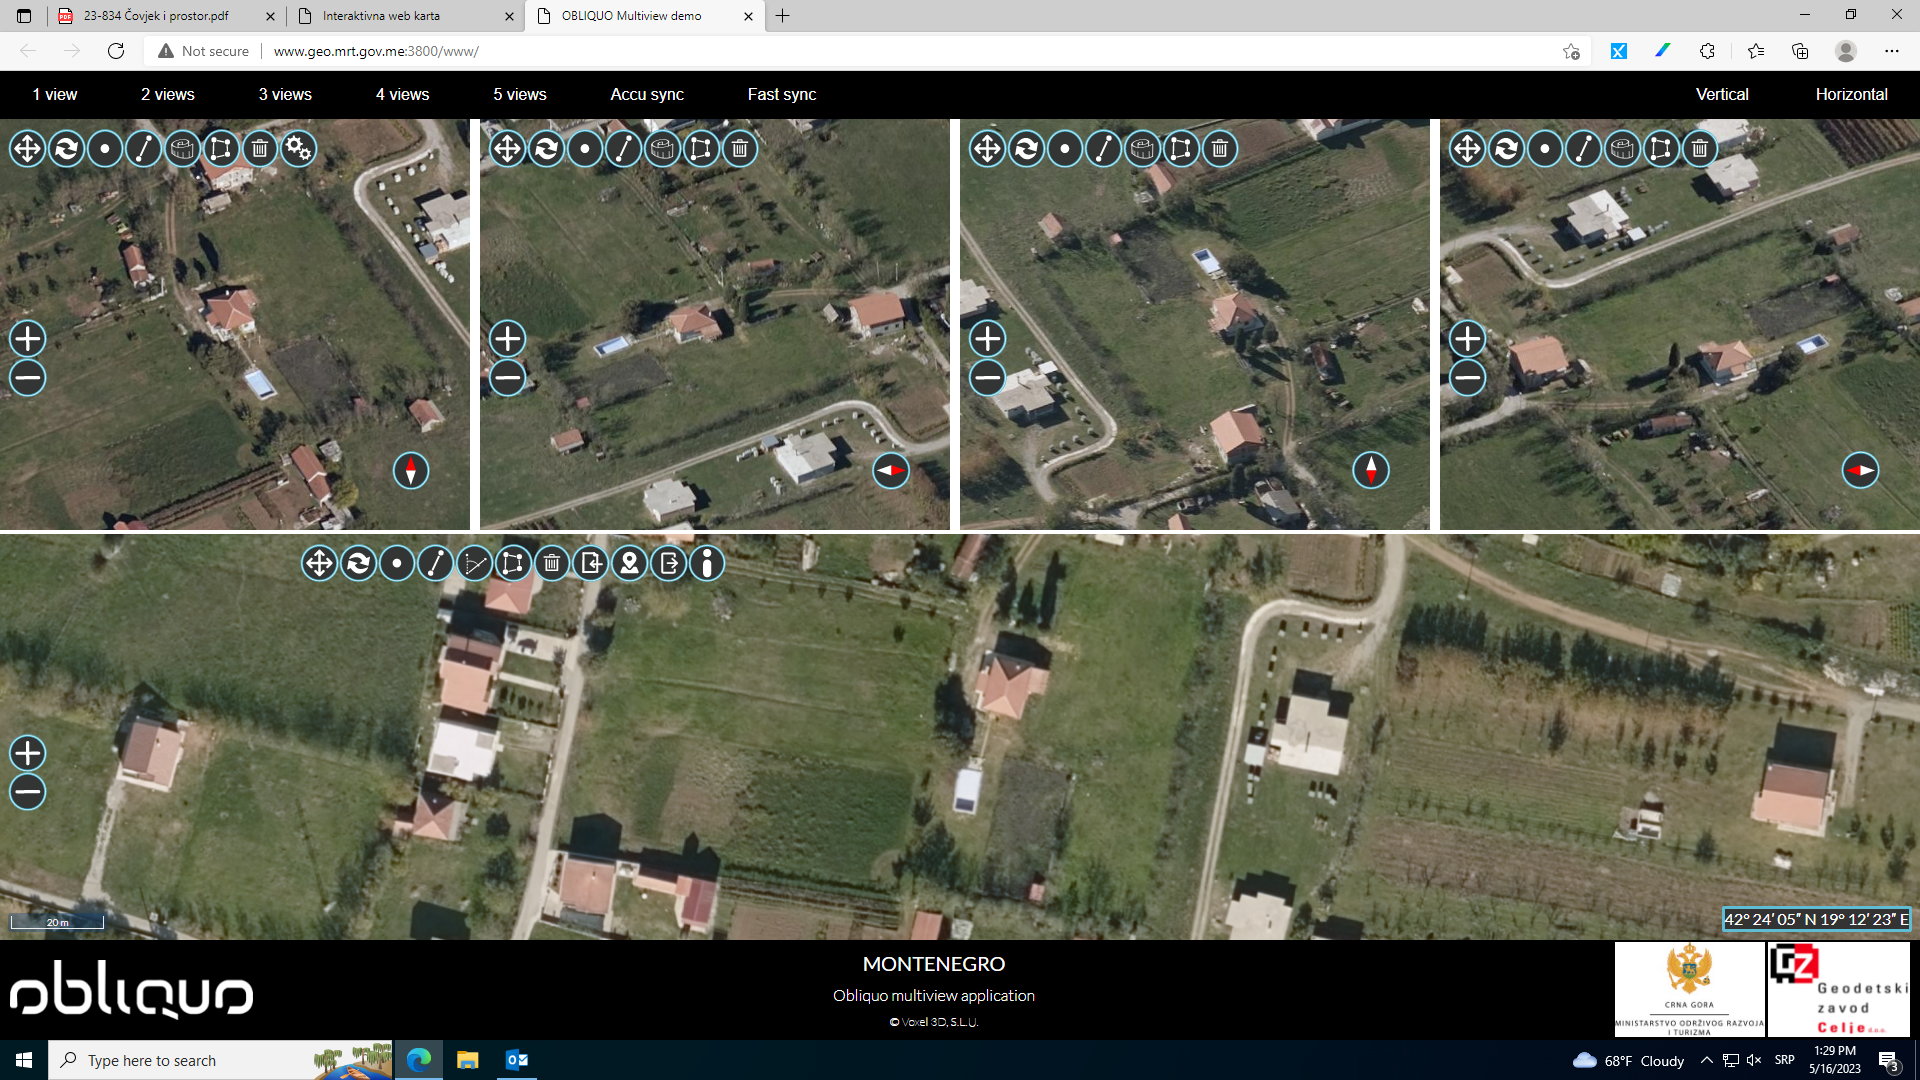 23-834 Čovjek i prostor.pdf
Interaktivna web karta
OBLIQUO Multiview demo
Not secure
www.geo.mrt.gov.me:3800/www/
1 view
2 views
3 views
4 views
5 views
Accu sync
Fast sync
Vertical
Horizontal
20 m
42° 24′ 05″ N 19° 12′ 23″ E
obliquo
MONTENEGRO
Obliquo multiview application
© Voxel 3D, S.L.U.
CRNA GORA
MINISTARSTVO ODRŽIVOG RAZVOJA
I TURIZMA
GZ
Geodetski
zavod
Celje d.o.o.
Type here to search
68°F Cloudy
SRP
1:29 PM
5/16/2023
3